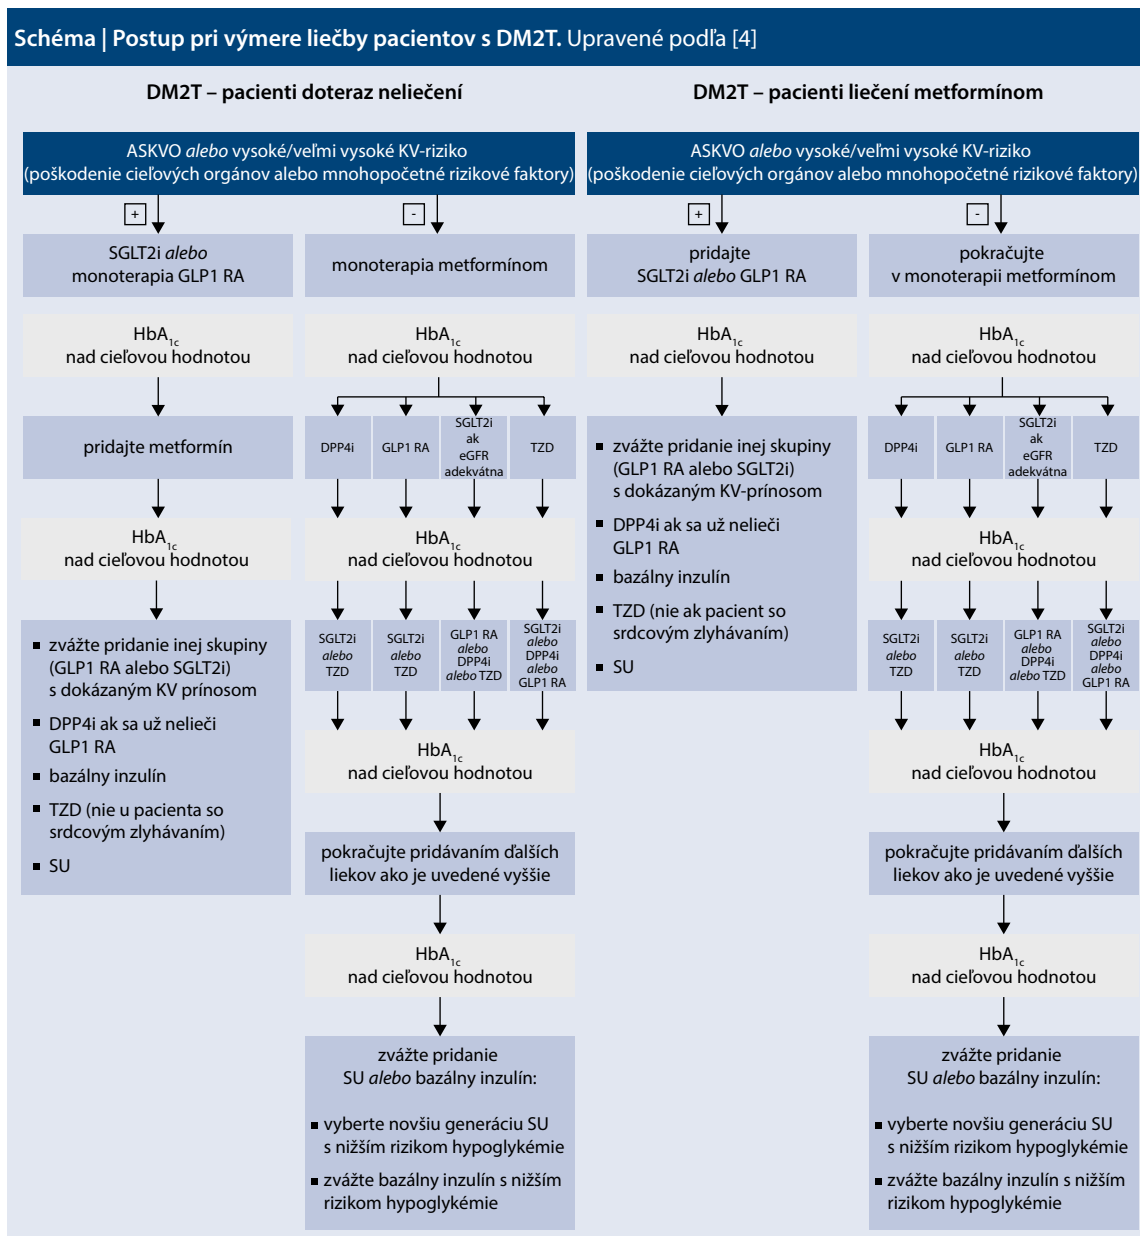 Schéma | Postup pri výmere liečby pacientov s DM2T. Upravené podľa [4]
DM2T – pacienti doteraz neliečení
ASKVO alebo vysoké/veľmi vysoké KV-riziko
(poškodenie cieľových orgánov alebo mnohopočetné rizikové faktory)
+
SGLT2i alebo
monoterapia GLP1 RA
HbA1c
nad cieľovou hodnotou
pridajte metformín
HbA1c
nad cieľovou hodnotou
▪ zvážte pridanie inej skupiny
(GLP1 RA alebo SGLT2i)
s dokázaným KV prínosom
▪ DPP4i ak sa už nelieči
GLP1 RA
▪ bazálny inzulín
▪ TZD (nie u pacienta so
srdcovým zlyhávaním)
▪ SU
-
monoterapia metformínom
HbA1c
nad cieľovou hodnotou
DPP4i
GLP1 RA
SGLT2i
ak
eGFR
adekvátna
TZD
HbA1c
nad cieľovou hodnotou
SGLT2i
alebo
TZD
SGLT2i
alebo
TZD
GLP1 RA
alebo
DPP4i
alebo TZD
SGLT2i
alebo
DPP4i
alebo
GLP1 RA
HbA1c
nad cieľovou hodnotou
pokračujte pridávaním ďalších
liekov ako je uvedené vyššie
HbA1c
nad cieľovou hodnotou
zvážte pridanie
SU alebo bazálny inzulín:
▪ vyberte novšiu generáciu SU
s nižším rizikom hypoglykémie
▪ zvážte bazálny inzulín s nižším
rizikom hypoglykémie
DM2T – pacienti liečení metformínom
ASKVO alebo vysoké/veľmi vysoké KV-riziko
(poškodenie cieľových orgánov alebo mnohopočetné rizikové faktory)
+
pridajte
SGLT2i alebo GLP1 RA
HbA1c
nad cieľovou hodnotou
▪ zvážte pridanie inej skupiny
(GLP1 RA alebo SGLT2i)
s dokázaným KV-prínosom
▪ DPP4i ak sa už nelieči
GLP1 RA
▪ bazálny inzulín
▪ TZD (nie ak pacient so
srdcovým zlyhávaním)
▪ SU
-
pokračujte
v monoterapii metformínom
HbA1c
nad cieľovou hodnotou
DPP4i
GLP1 RA
SGLT2i
ak
eGFR
adekvátna
TZD
HbA1c
nad cieľovou hodnotou
SGLT2i
alebo
TZD
SGLT2i
alebo
TZD
GLP1 RA
alebo
DPP4i
alebo TZD
SGLT2i
alebo
DPP4i
alebo
GLP1 RA
HbA1c
nad cieľovou hodnotou
pokračujte pridávaním ďalších
liekov ako je uvedené vyššie
HbA1c
nad cieľovou hodnotou
zvážte pridanie
SU alebo bazálny inzulín:
▪ vyberte novšiu generáciu SU
s nižším rizikom hypoglykémie
▪ zvážte bazálny inzulín s nižším
rizikom hypoglykémie